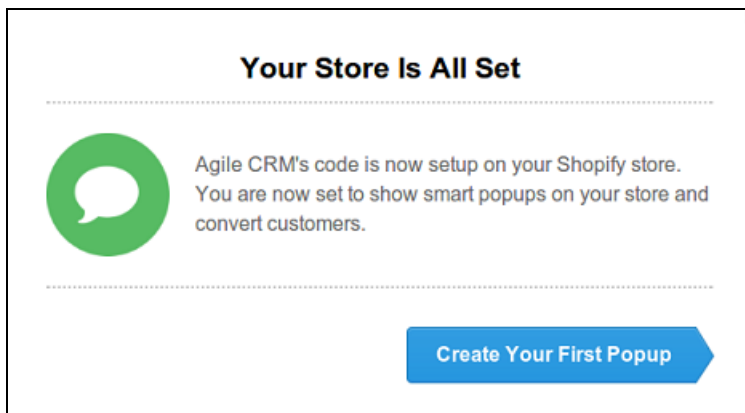 Your Store Is All Set
Agile CRM's code is now setup on your Shopify store.
You are now set to show smart popups on your store and
convert customers.
Create Your First Popup